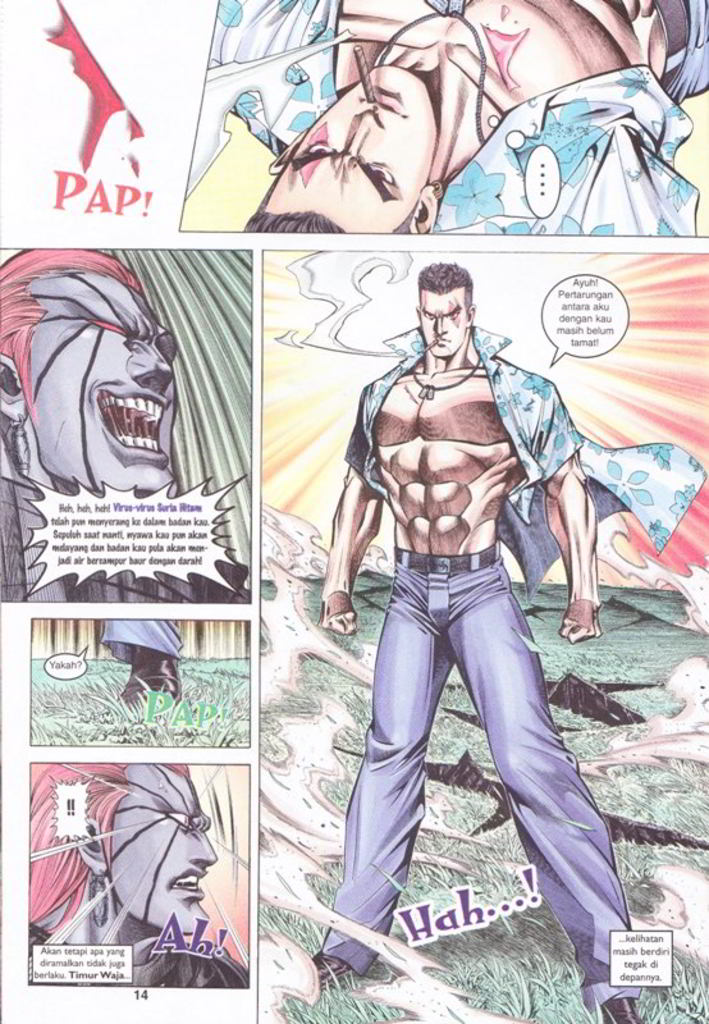 PAP!
....
Heh, heh, heh! Virus-virus Suria Hitam
telah pun menyerang ke dalam badan kau.
Sepuluh saat nanti, nyawa kau pun akan
melayang dan badan kau pula akan men-
jadi air bercampur baur dengan darah!
Yakah?
PAP!
!!
Ah!
Akan tetapi apa yang
diramalkan tidak juga
berlaku. Timur Waja...
Ayuh!
Pertarungan
antara aku
dengan kau
masih belum
tamat!
Hah...!
...kelihatan
masih berdiri
tegak di
depannya.
14